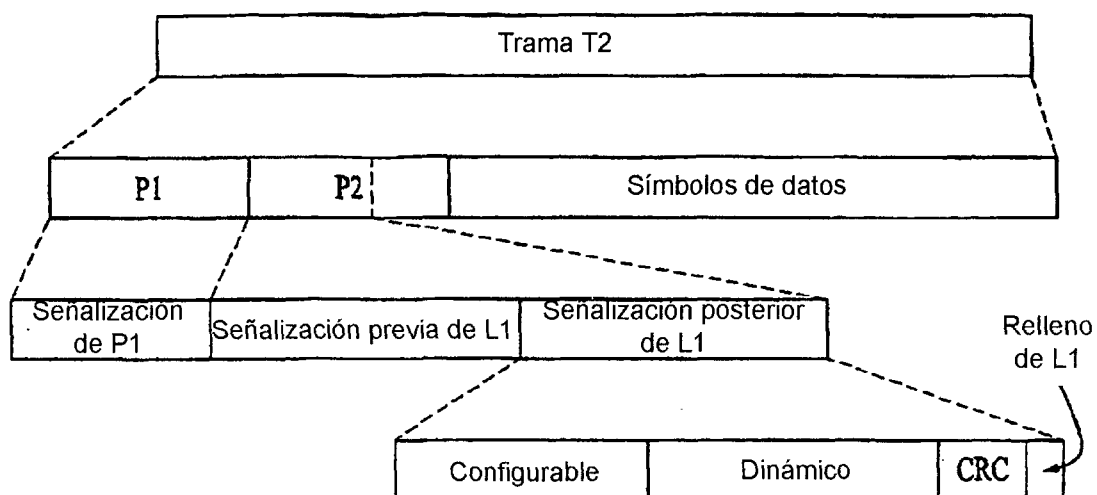 Trama T2
P1
P2
Símbolos de datos
Señalización
de P1
Señalización previa de L1
Señalización posterior
de L1
Relleno
de L1
Configurable
Dinámico
CRC